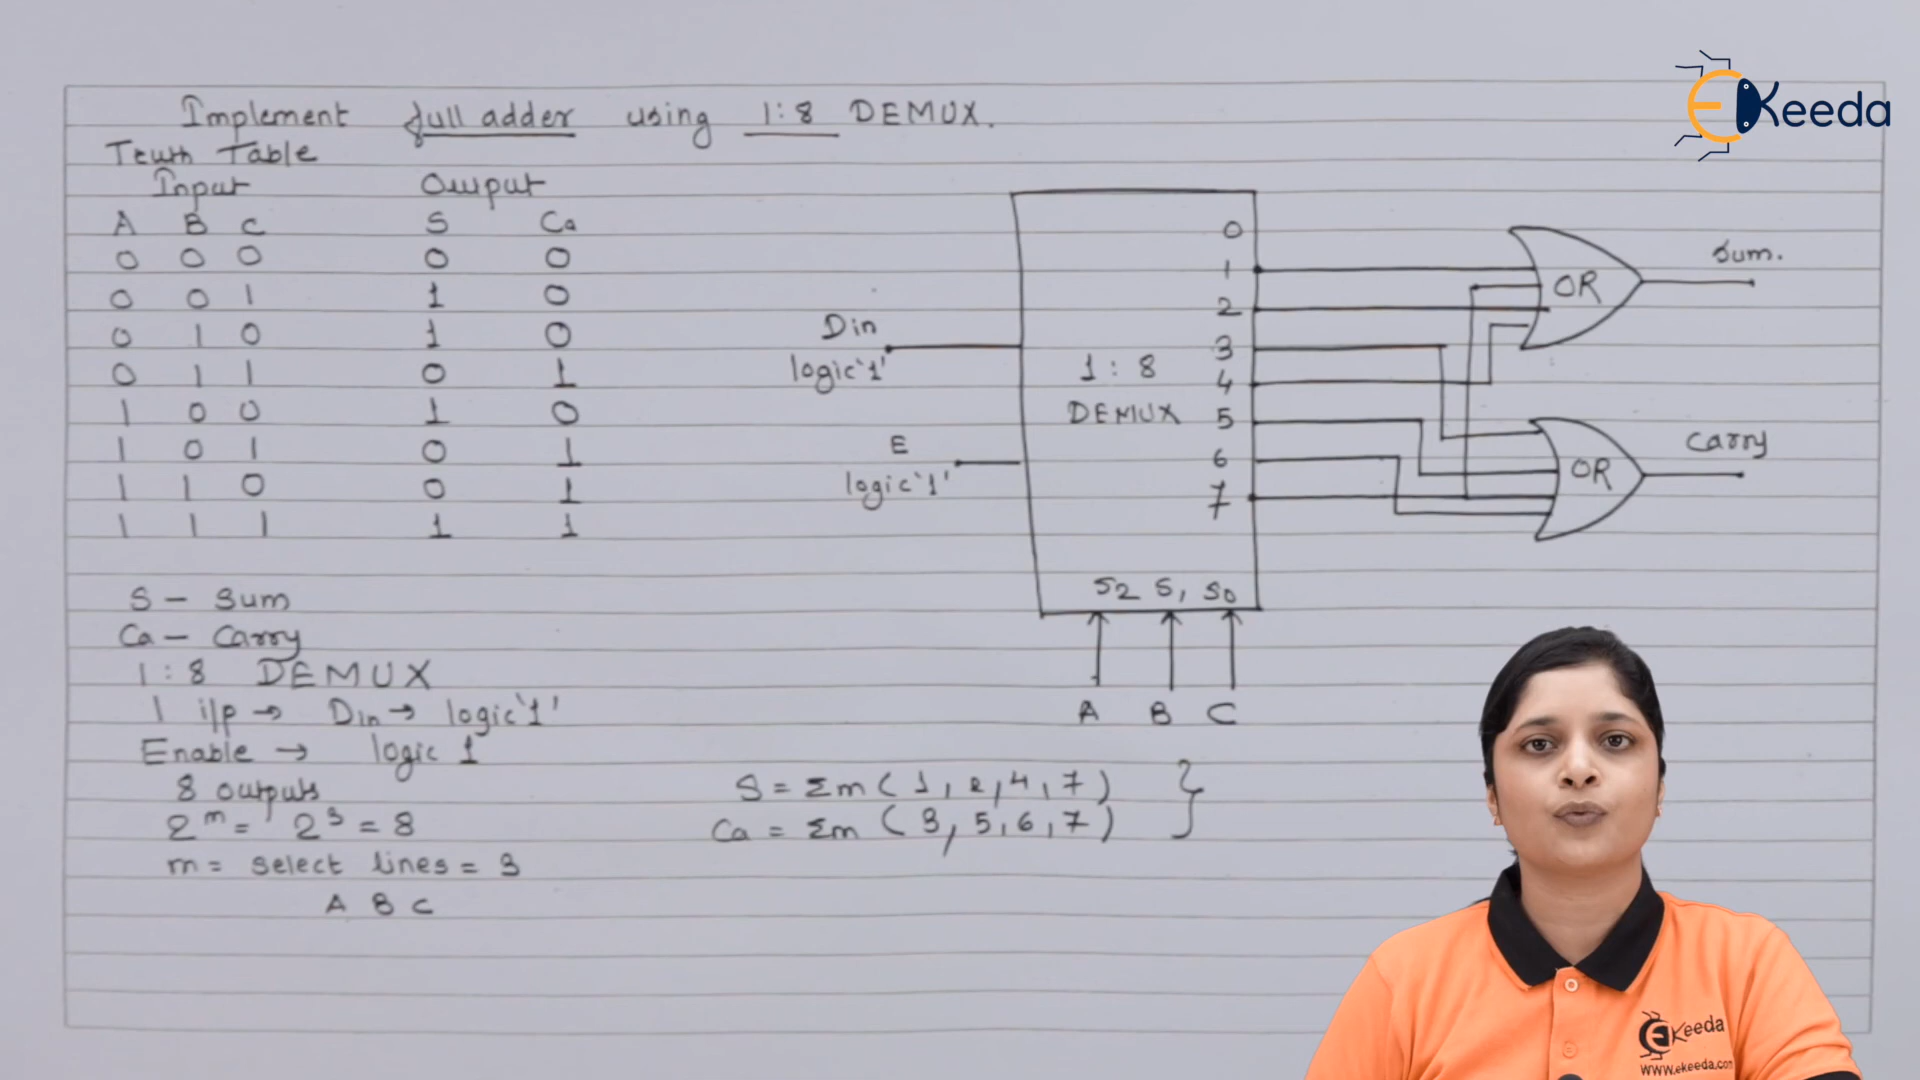 EKeeda
Implement full adder using 1:8 DEMUX.
Truth Table
Input Output
A B C S Ca
0 0 0 0 0
0 0 1 1 0
0 1 0 1 0
0 1 1 0 1
1 0 0 1 0
1 0 1 0 1
1 1 0 0 1
1 1 1 1 1
S - Sum
Ca - Carry
1:8 DEMUX
1 i/p → Din → logic '1'
Enable → logic 1
8 outputs
2^m = 2^3 = 8
m = select lines = 3
A B C
Din
logic '1'
E
logic '1'
1 : 8
DEMUX
0
1
2
3
4
5
6
7
S2 S1 S0
A B C
OR
Sum.
OR
Carry
S = Σm ( 1, 2, 4, 7 )
Ca = Σm ( 3, 5, 6, 7 )
EKeeda
www.ekeeda.com